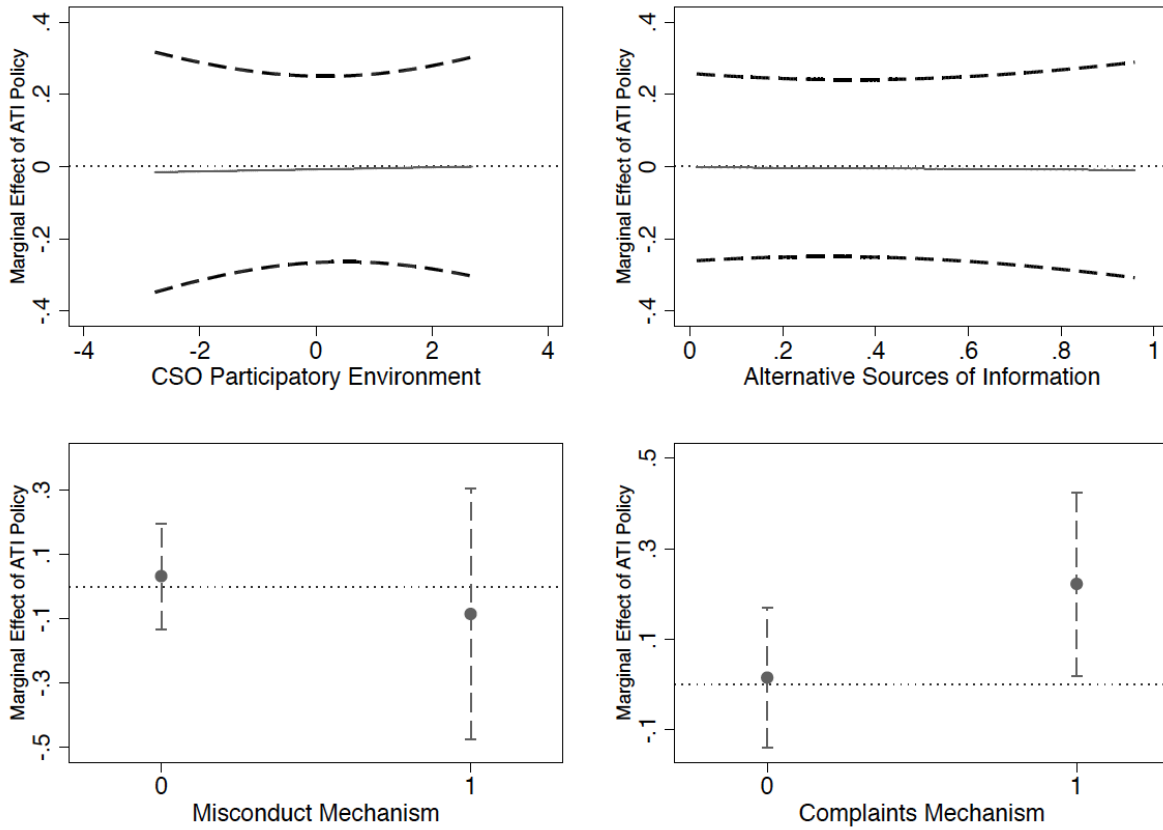 Marginal Effect of ATI Policy
.4
.2
0
-.2
-.4
-4 -2 0 2 4
CSO Participatory Environment
Marginal Effect of ATI Policy
.4
.2
0
-.2
-.4
0 .2 .4 .6 .8 1
Alternative Sources of Information
Marginal Effect of ATI Policy
.3
.1
-.1
-.3
-.5
0 1
Misconduct Mechanism
Marginal Effect of ATI Policy
.5
.3
.1
-.1
0 1
Complaints Mechanism